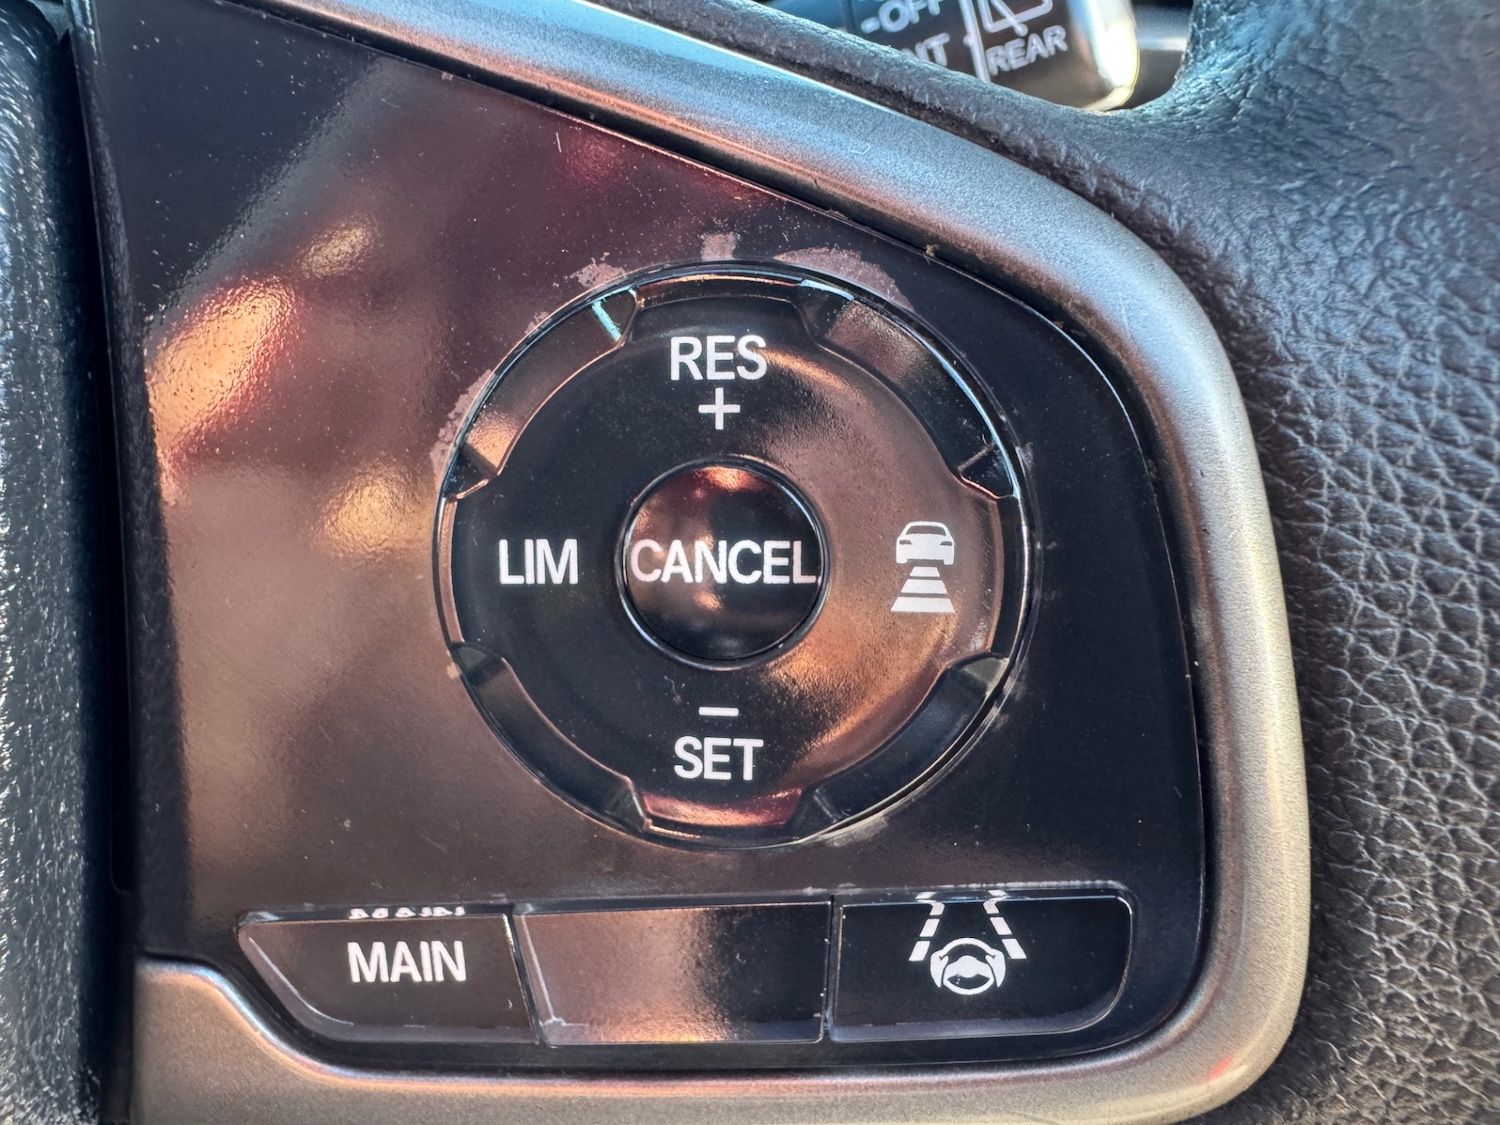 -OFF
REAR
RES
+
LIM CANCEL
−
SET
MAIN